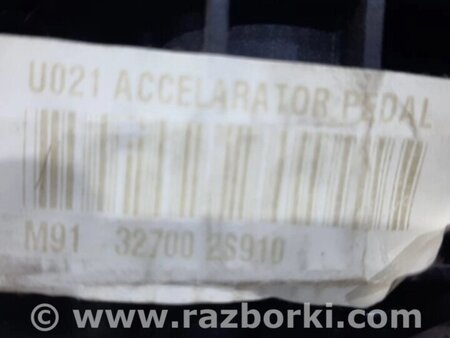 U021 ACCELARATOR PEDAL
M91 32700 2S910
© www.razborki.com